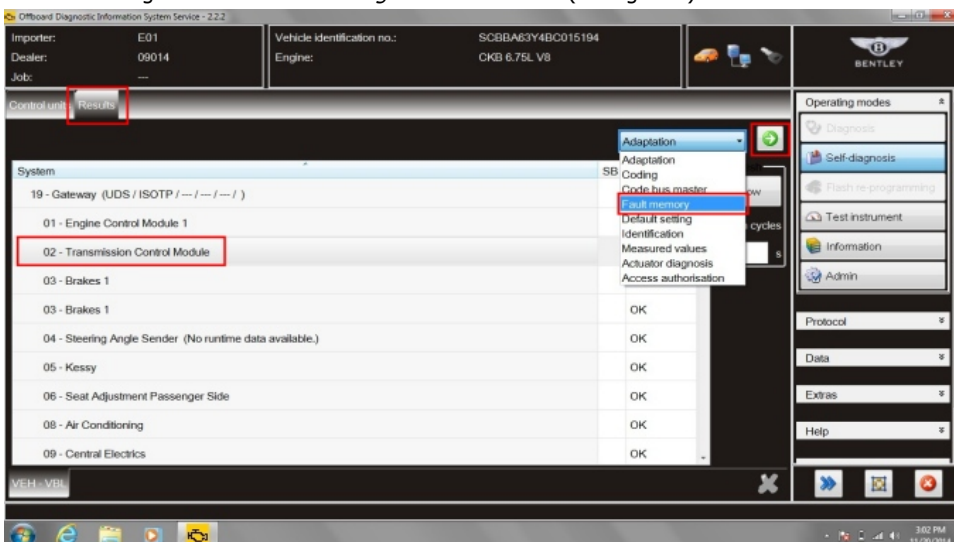 Offboard Diagnostic Information System Service - 2.2.2
Importer: E01
Dealer: 09014
Job: ---
Vehicle identification no.: SCBBA63Y4BC015194
Engine: CKB 6.75L V8
BENTLEY
Control units Results
Adaptation
Adaptation
Coding
Code bus master
Fault memory
Default setting
Identification
Measured values
Actuator diagnosis
Access authorisation
cycles
s
System
19 - Gateway (UDS / ISOTP / --- / --- / --- / )
01 - Engine Control Module 1
02 - Transmission Control Module
03 - Brakes 1
03 - Brakes 1 OK
04 - Steering Angle Sender (No runtime data available.) OK
05 - Kessy OK
06 - Seat Adjustment Passenger Side OK
08 - Air Conditioning OK
09 - Central Electrics OK
VEH - VBL
Operating modes
Diagnosis
Self-diagnosis
Flash re-programming
Test instrument
Information
Admin
Protocol
Data
Extras
Help
3:02 PM
11/20/2014